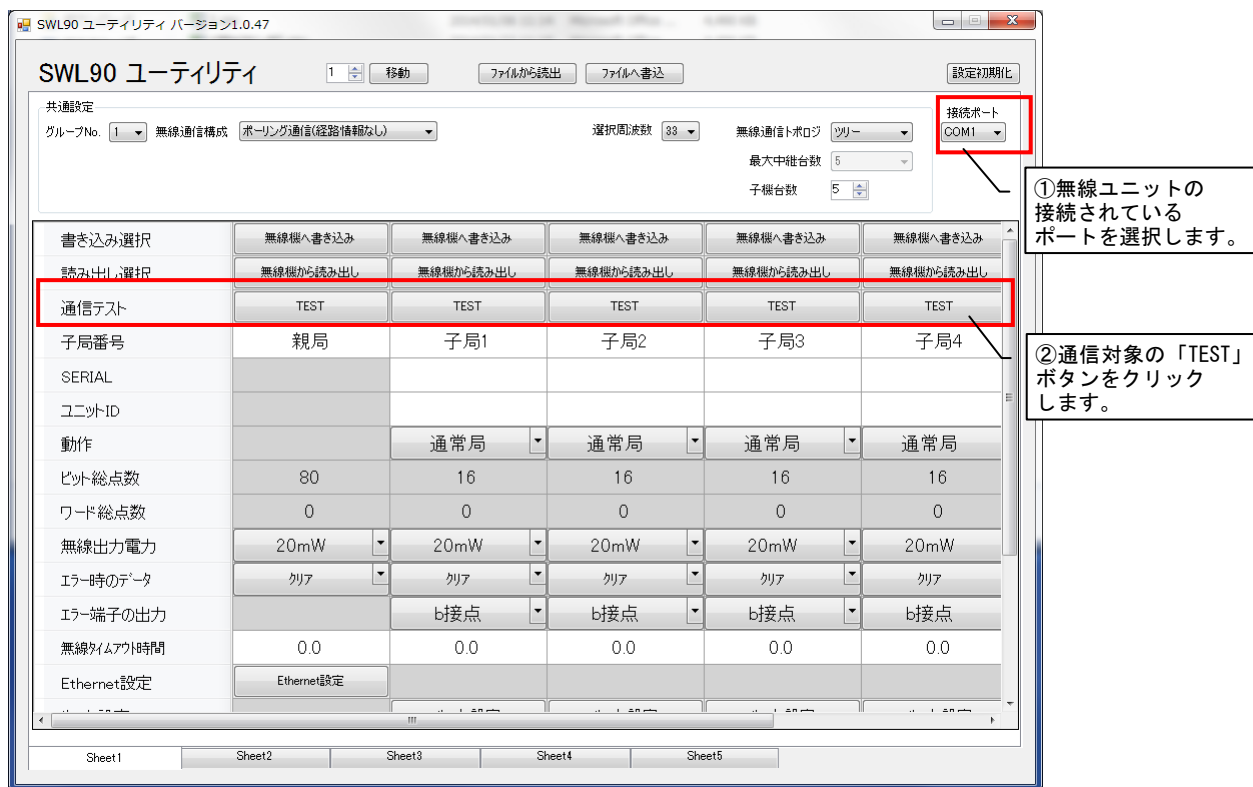 SWL90 ユーティリティ バージョン1.0.47
SWL90 ユーティリティ 1 移動 ファイルから読出 ファイルへ書込 設定初期化
共通設定 接続ポート
グループNo. 1 無線通信構成 ポーリング通信(経路情報なし) 選択周波数 33 無線通信トポロジ ツリー COM1
最大中継台数 5
子機台数 5
①無線ユニットの
接続されている
ポートを選択します。
書き込み選択 無線機へ書き込み 無線機へ書き込み 無線機へ書き込み 無線機へ書き込み 無線機へ書き込み
読み出し選択 無線機から読み出し 無線機から読み出し 無線機から読み出し 無線機から読み出し 無線機から読み出し
通信テスト TEST TEST TEST TEST TEST
子局番号 親局 子局1 子局2 子局3 子局4
②通信対象の「TEST」
ボタンをクリック
します。
SERIAL
ユニットID
動作 通常局 通常局 通常局 通常局
ビット総点数 80 16 16 16 16
ワード総点数 0 0 0 0 0
無線出力電力 20mW 20mW 20mW 20mW 20mW
エラー時のデータ クリア クリア クリア クリア クリア
エラー端子の出力 b接点 b接点 b接点 b接点
無線タイムアウト時間 0.0 0.0 0.0 0.0 0.0
Ethernet設定 Ethernet設定
Sheet1 Sheet2 Sheet3 Sheet4 Sheet5